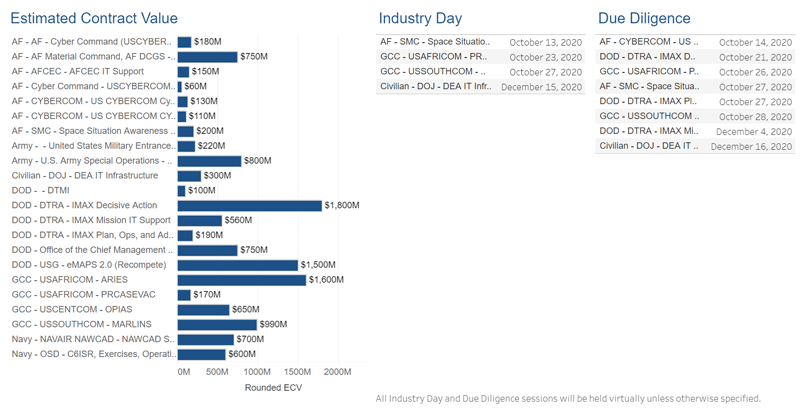 Estimated Contract Value
AF - AF - Cyber Command (USCYBER.. $180M
AF - AF Material Command, AF DCGS -.. $750M
AF - AFCEC - AFCEC IT Support $150M
AF - Cyber Command - USCYBERCOM.. $60M
AF - CYBERCOM - US CYBERCOM Cy.. $130M
AF - CYBERCOM - US CYBERCOM CY.. $110M
AF - SMC - Space Situation Awareness .. $200M
Army - - United States Military Entrance.. $220M
Army - U.S. Army Special Operations - .. $800M
Civilian - DOJ - DEA IT Infrastructure $300M
DOD - - DTMI $100M
DOD - DTRA - IMAX Decisive Action $1,800M
DOD - DTRA - IMAX Mission IT Support $560M
DOD - DTRA - IMAX Plan, Ops, and Ad.. $190M
DOD - Office of the Chief Management .. $750M
DOD - USG - eMAPS 2.0 (Recompete) $1,500M
GCC - USAFRICOM - ARIES $1,600M
GCC - USAFRICOM - PRCASEVAC $170M
GCC - USCENTCOM - OPIAS $650M
GCC - USSOUTHCOM - MARLINS $990M
Navy - NAVAIR NAWCAD - NAWCAD S.. $700M
Navy - OSD - C6ISR, Exercises, Operati.. $600M
0M 500M 1000M 1500M 2000M
Rounded ECV
Industry Day
AF - SMC - Space Situatio.. October 13, 2020
GCC - USAFRICOM - PR.. October 23, 2020
GCC - USSOUTHCOM - .. October 27, 2020
Civilian - DOJ - DEA IT Infr.. December 15, 2020
Due Diligence
AF - CYBERCOM - US .. October 14, 2020
DOD - DTRA - IMAX D.. October 21, 2020
GCC - USAFRICOM - P.. October 26, 2020
AF - SMC - Space Situa.. October 27, 2020
DOD - DTRA - IMAX Pl.. October 27, 2020
GCC - USSOUTHCOM .. October 28, 2020
DOD - DTRA - IMAX Mi.. December 4, 2020
Civilian - DOJ - DEA IT .. December 16, 2020
All Industry Day and Due Diligence sessions will be held virtually unless otherwise specified.